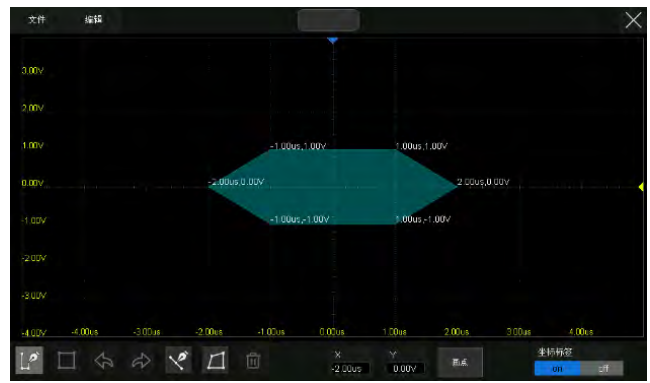 文件 编辑
3.00V
2.00V
1.00V
-1.00us,1.00V 1.00us,1.00V
0.00V
-2.00us,0.00V 2.00us,0.00V
-1.00V
-1.00us,-1.00V 1.00us,-1.00V
-2.00V
-3.00V
-4.00V -4.00us -3.00us -2.00us -1.00us 0.00us 1.00us 2.00us 3.00us 4.00us
X Y 坐标标签
-2.00us 0.00V 画点 on off